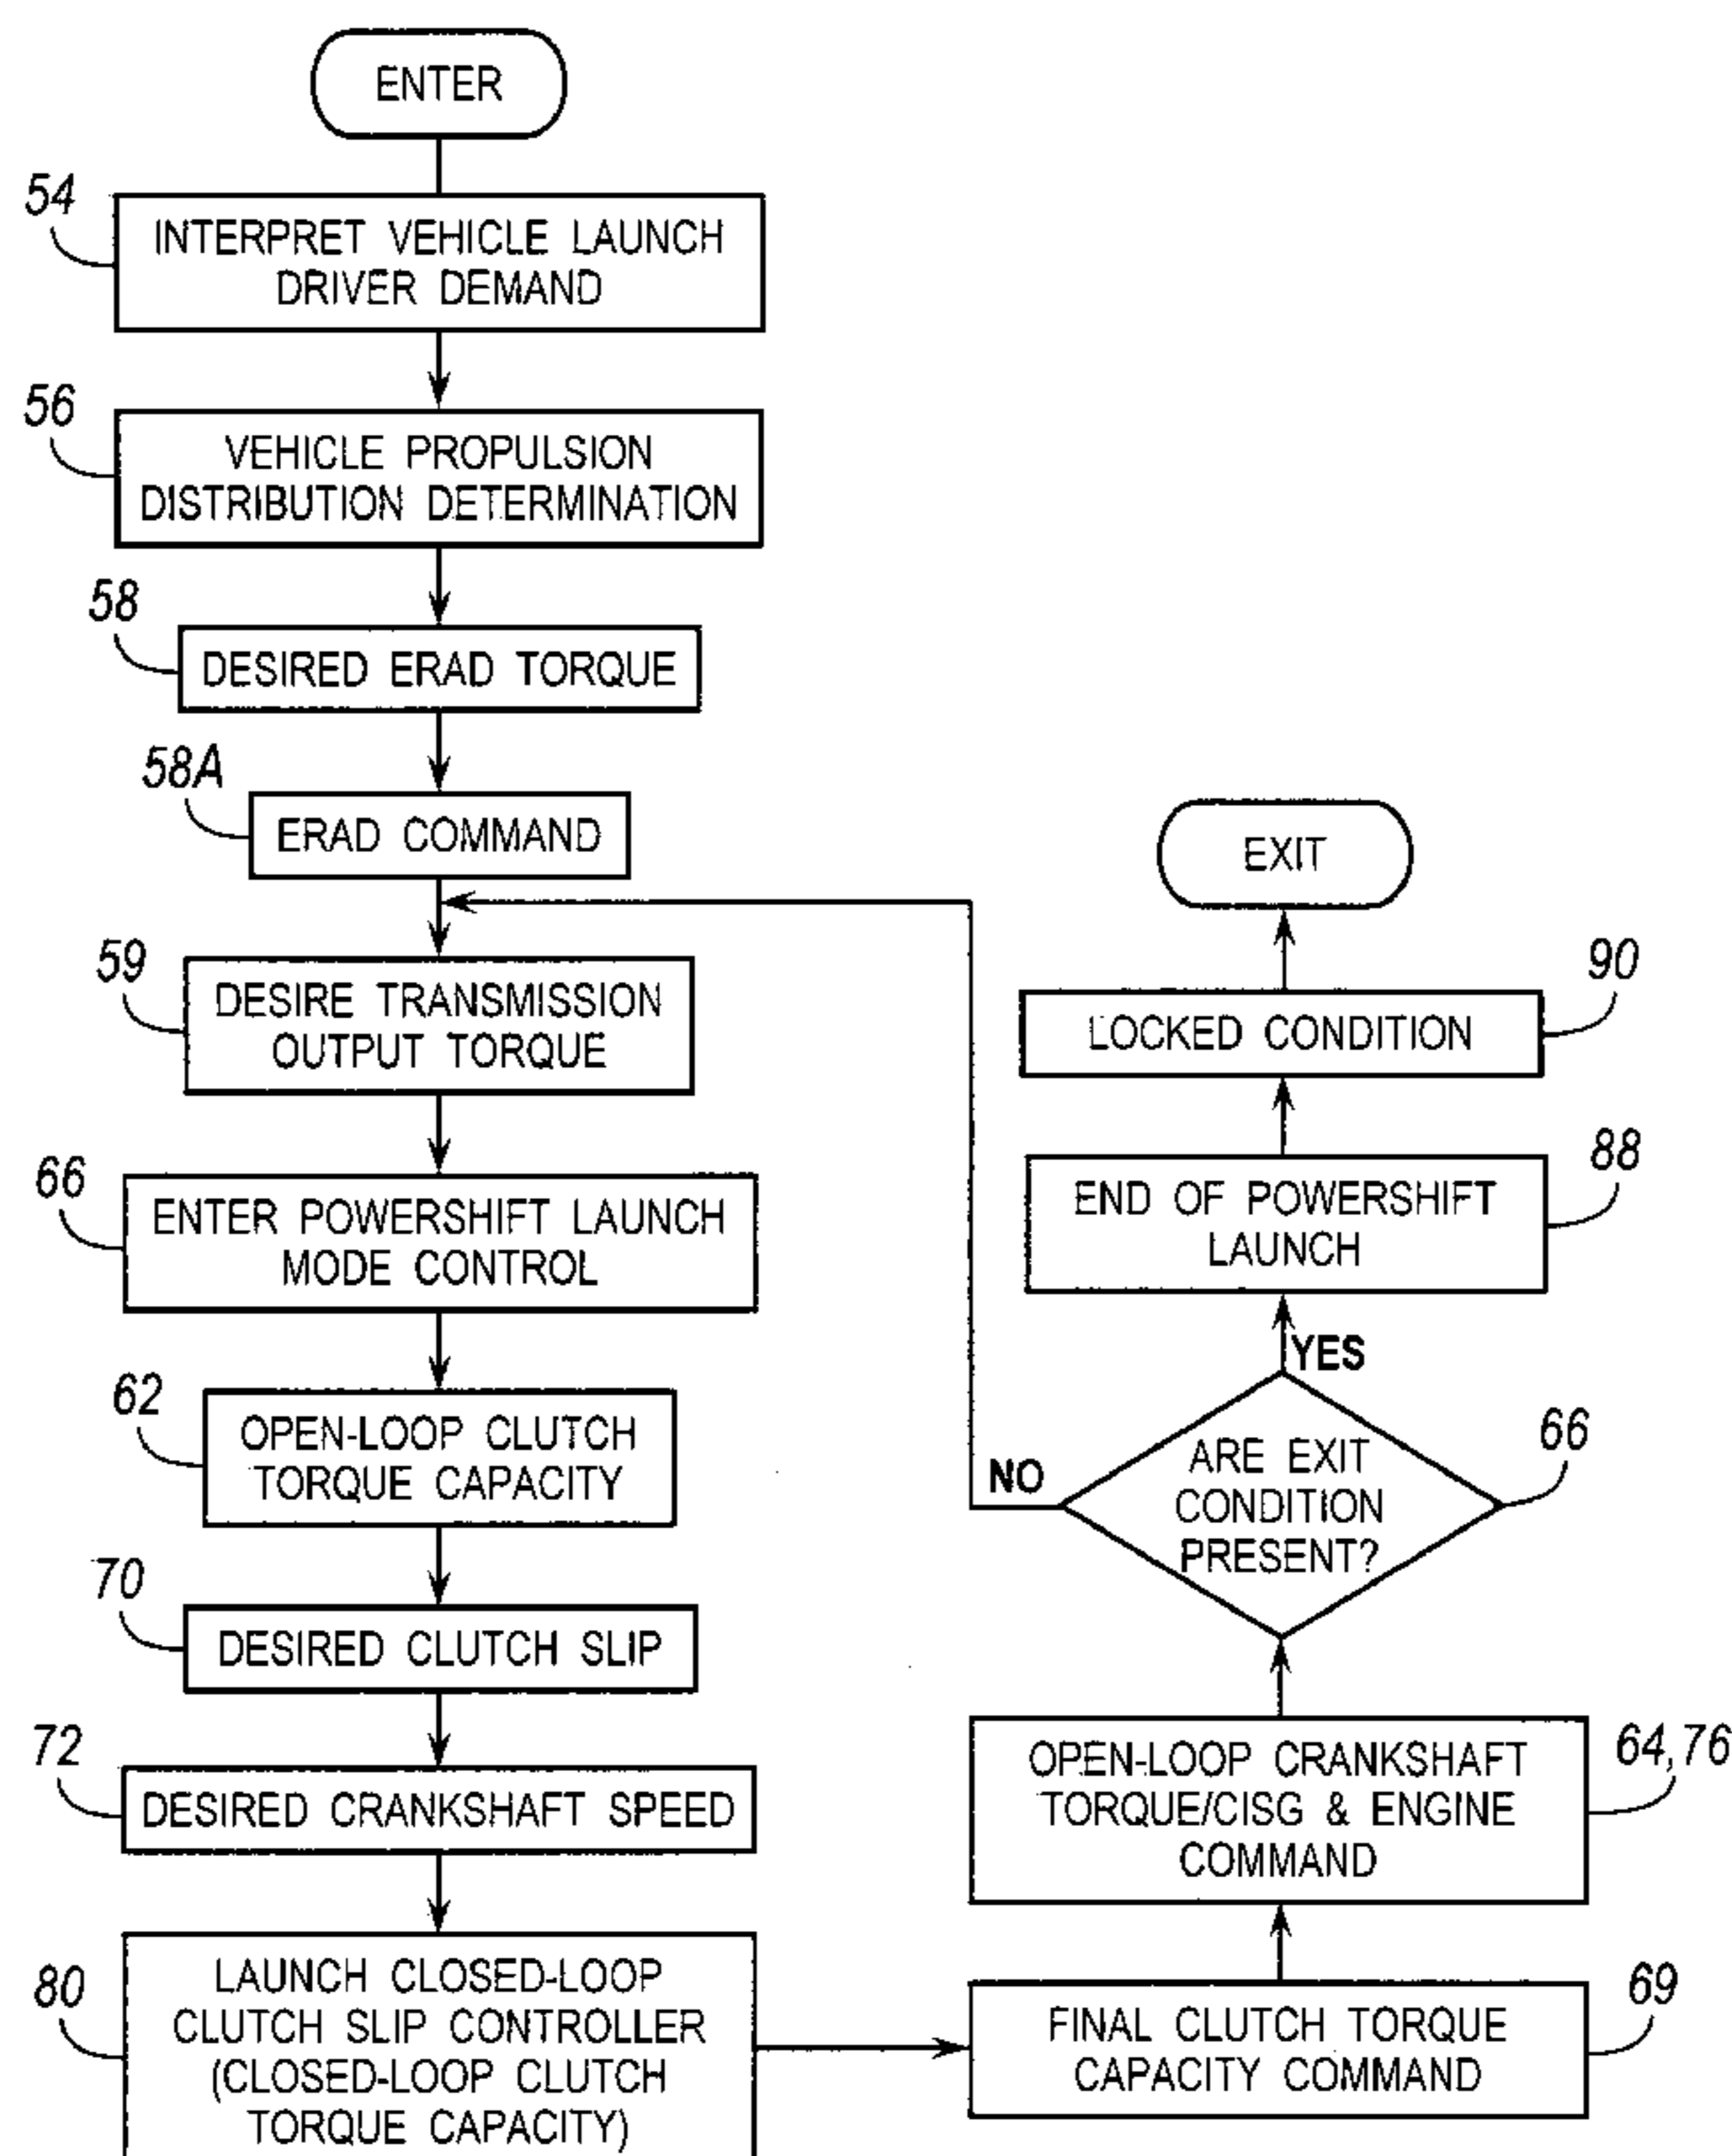 ENTER
54
INTERPRET VEHICLE LAUNCH
DRIVER DEMAND
56
VEHICLE PROPULSION
DISTRIBUTION DETERMINATION
58
DESIRED ERAD TORQUE
58A
ERAD COMMAND
59
DESIRE TRANSMISSION
OUTPUT TORQUE
66
ENTER POWERSHIFT LAUNCH
MODE CONTROL
62
OPEN-LOOP CLUTCH
TORQUE CAPACITY
70
DESIRED CLUTCH SLIP
72
DESIRED CRANKSHAFT SPEED
80
LAUNCH CLOSED-LOOP
CLUTCH SLIP CONTROLLER
(CLOSED-LOOP CLUTCH
TORQUE CAPACITY)
FINAL CLUTCH TORQUE
CAPACITY COMMAND
69
OPEN-LOOP CRANKSHAFT
TORQUE/CISG & ENGINE
COMMAND
64,76
ARE EXIT
CONDITION
PRESENT?
66
NO
YES
END OF POWERSHIFT
LAUNCH
88
LOCKED CONDITION
90
EXIT